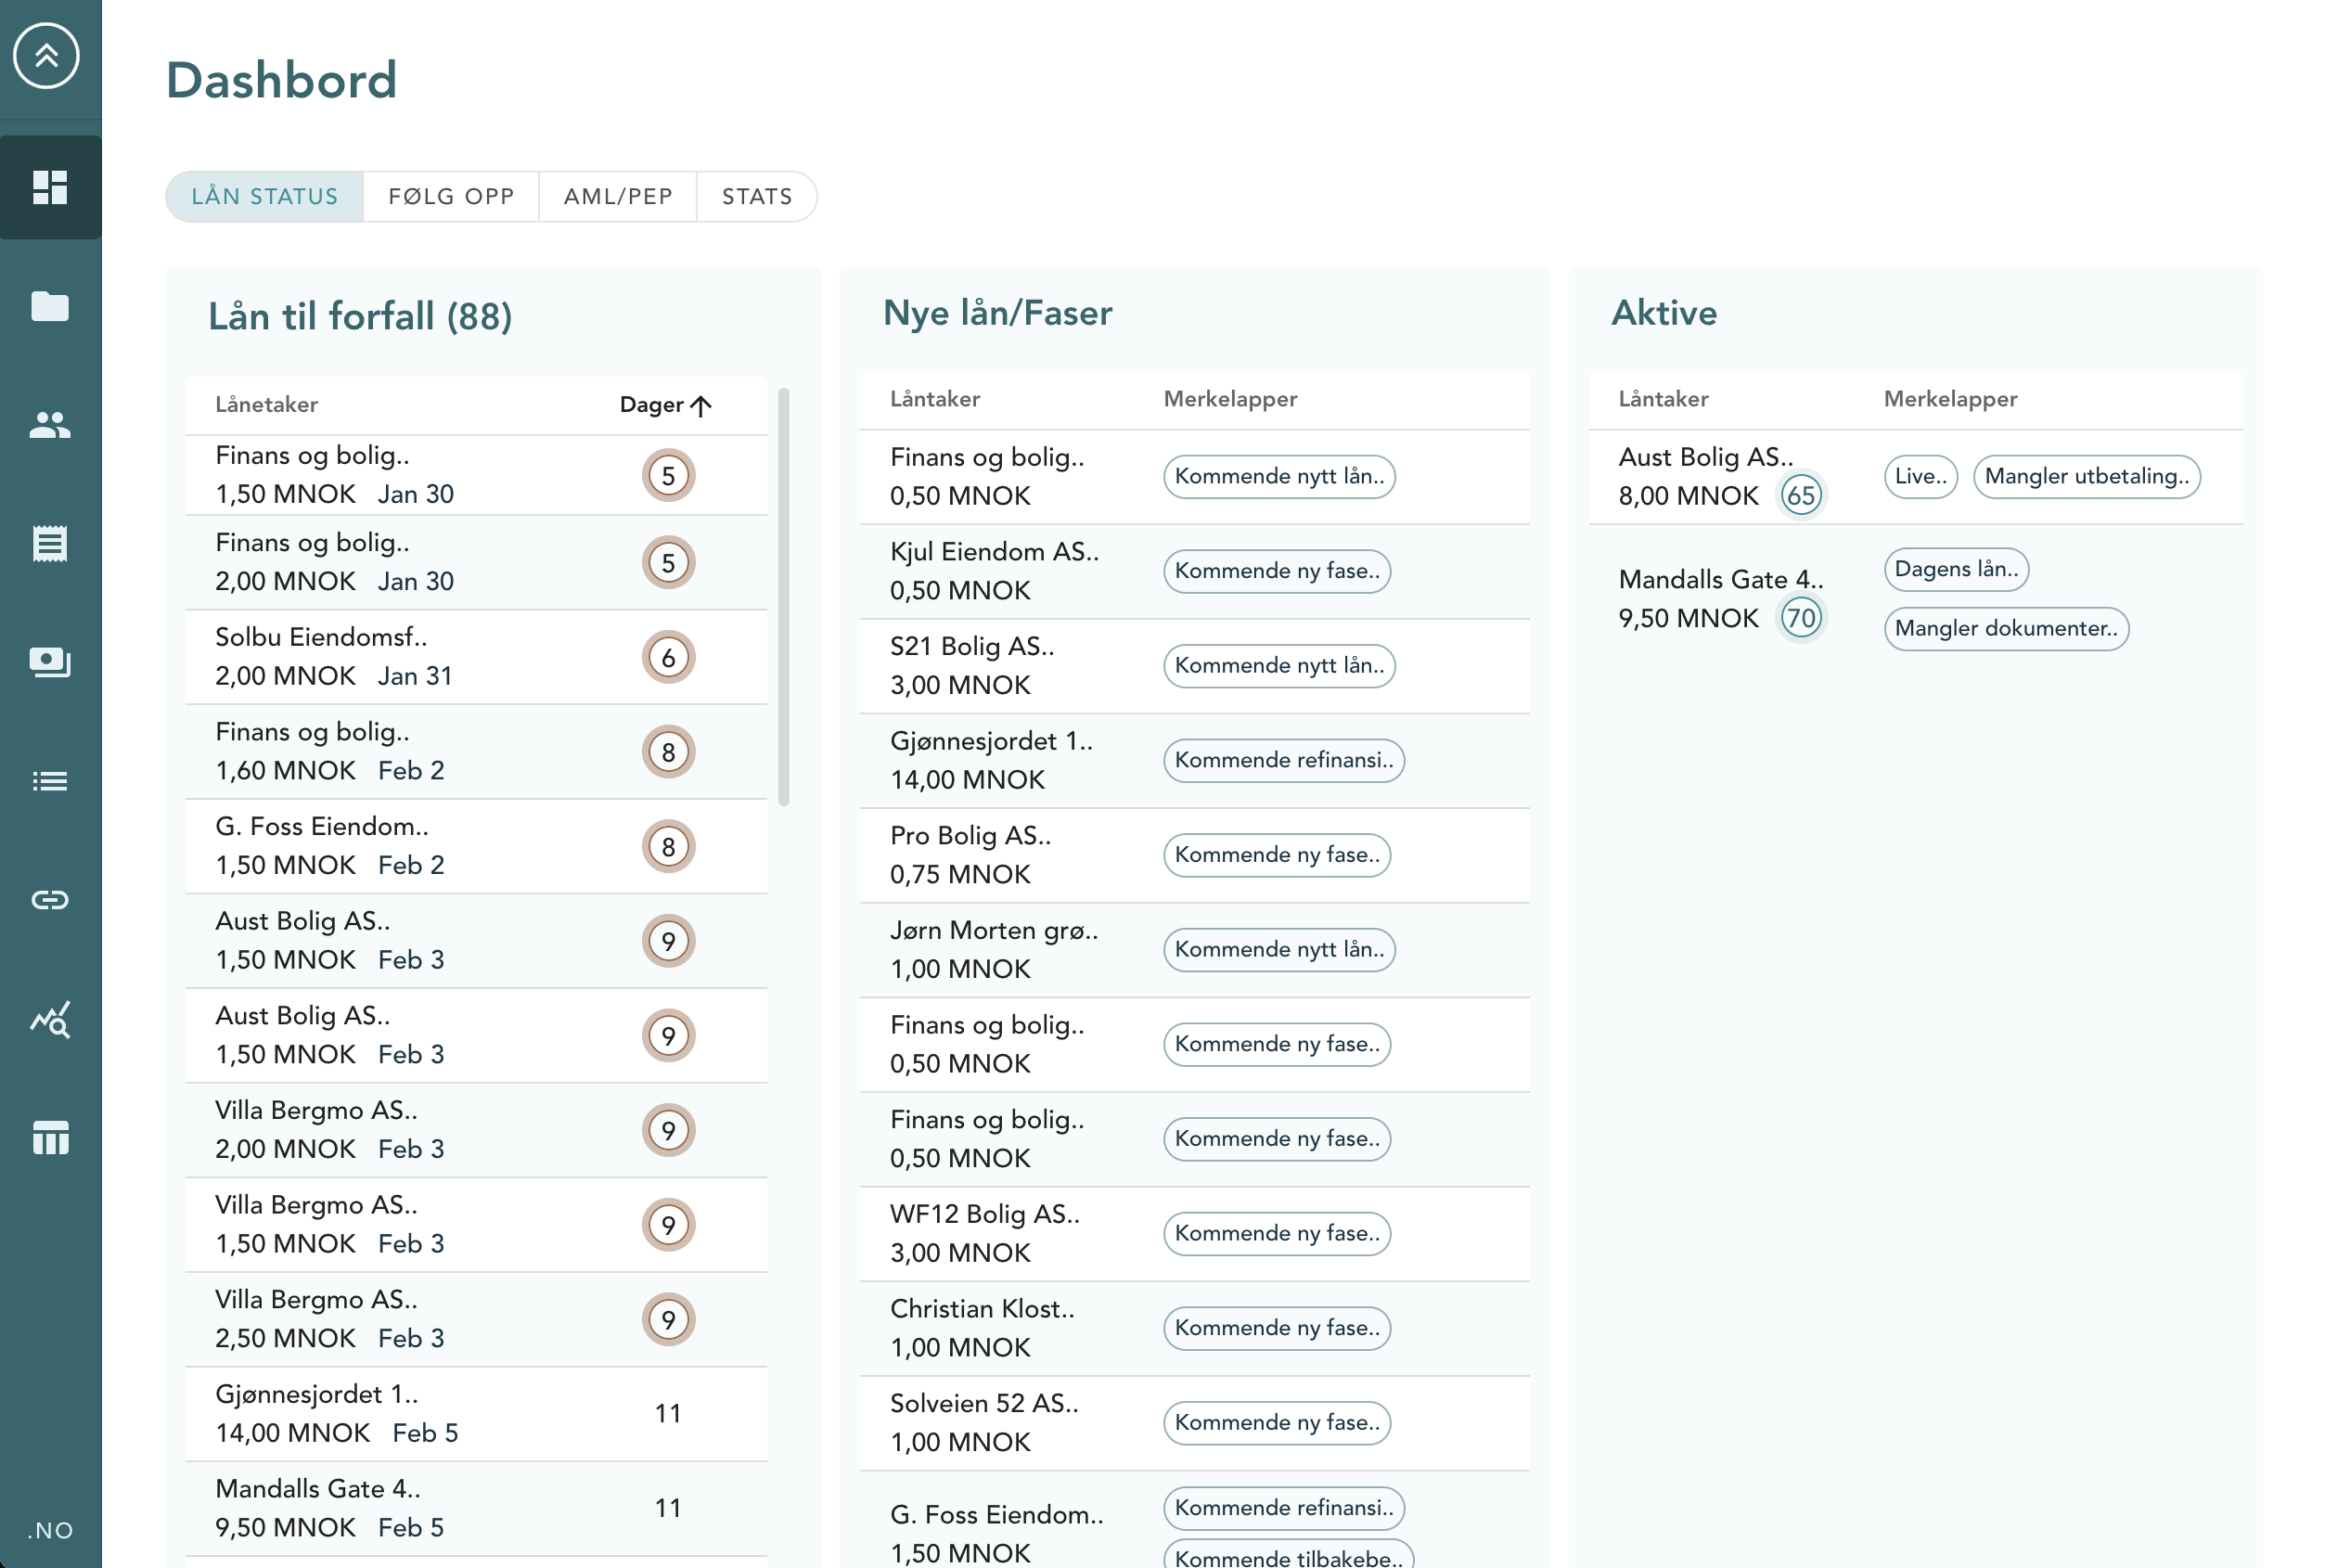 Dashbord
LÅN STATUS FØLG OPP AML/PEP STATS
Lån til forfall (88)
Lånetaker Dager
Finans og bolig..
1,50 MNOK Jan 30 5
Finans og bolig..
2,00 MNOK Jan 30 5
Solbu Eiendomsf..
2,00 MNOK Jan 31 6
Finans og bolig..
1,60 MNOK Feb 2 8
G. Foss Eiendom..
1,50 MNOK Feb 2 8
Aust Bolig AS..
1,50 MNOK Feb 3 9
Aust Bolig AS..
1,50 MNOK Feb 3 9
Villa Bergmo AS..
2,00 MNOK Feb 3 9
Villa Bergmo AS..
1,50 MNOK Feb 3 9
Villa Bergmo AS..
2,50 MNOK Feb 3 9
Gjønnesjordet 1..
14,00 MNOK Feb 5 11
Mandalls Gate 4..
9,50 MNOK Feb 5 11
Nye lån/Faser
Låntaker Merkelapper
Finans og bolig..
0,50 MNOK Kommende nytt lån..
Kjul Eiendom AS..
0,50 MNOK Kommende ny fase..
S21 Bolig AS..
3,00 MNOK Kommende nytt lån..
Gjønnesjordet 1..
14,00 MNOK Kommende refinansi..
Pro Bolig AS..
0,75 MNOK Kommende ny fase..
Jørn Morten grø..
1,00 MNOK Kommende nytt lån..
Finans og bolig..
0,50 MNOK Kommende ny fase..
Finans og bolig..
0,50 MNOK Kommende ny fase..
WF12 Bolig AS..
3,00 MNOK Kommende ny fase..
Christian Klost..
1,00 MNOK Kommende ny fase..
Solveien 52 AS..
1,00 MNOK Kommende ny fase..
G. Foss Eiendom.. Kommende refinansi..
1,50 MNOK Kommende tilbakebe..
Aktive
Låntaker Merkelapper
Aust Bolig AS..
8,00 MNOK 65 Live.. Mangler utbetaling..
Mandalls Gate 4.. Dagens lån..
9,50 MNOK 70 Mangler dokumenter..
.NO